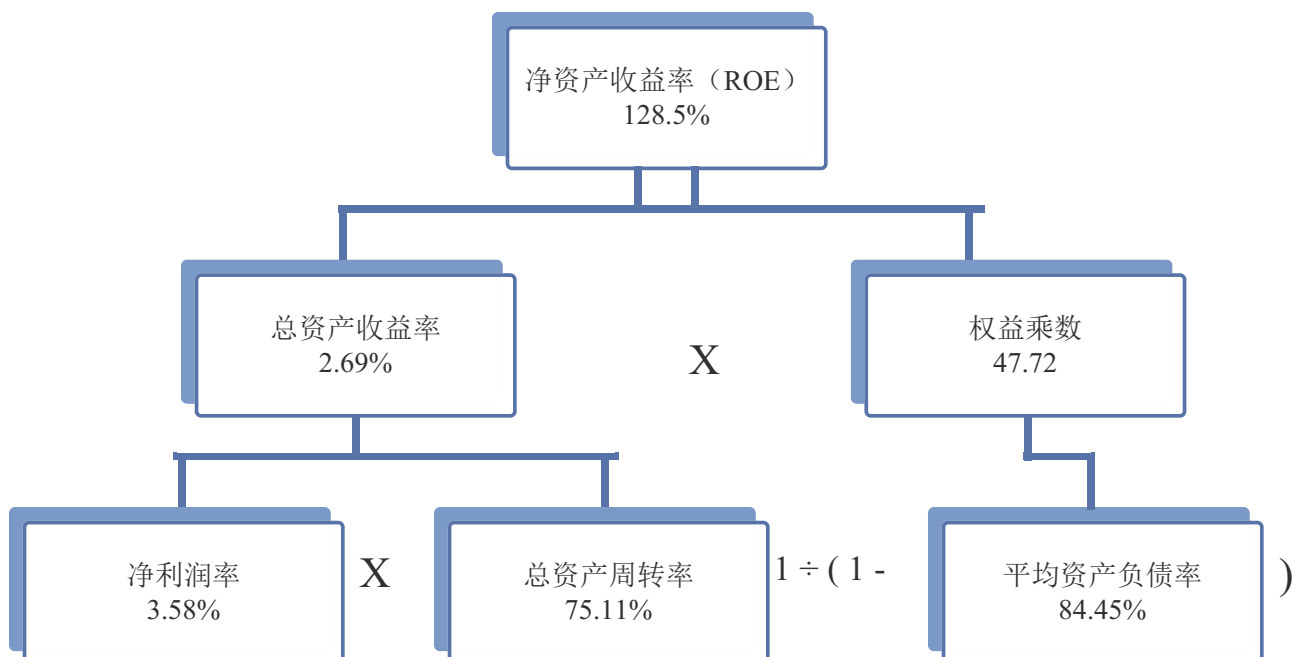 净资产收益率（ROE）
128.5%
总资产收益率
2.69%
X
权益乘数
47.72
净利润率
3.58%
X
总资产周转率
75.11%
1 ÷ ( 1 -
平均资产负债率
84.45%
)